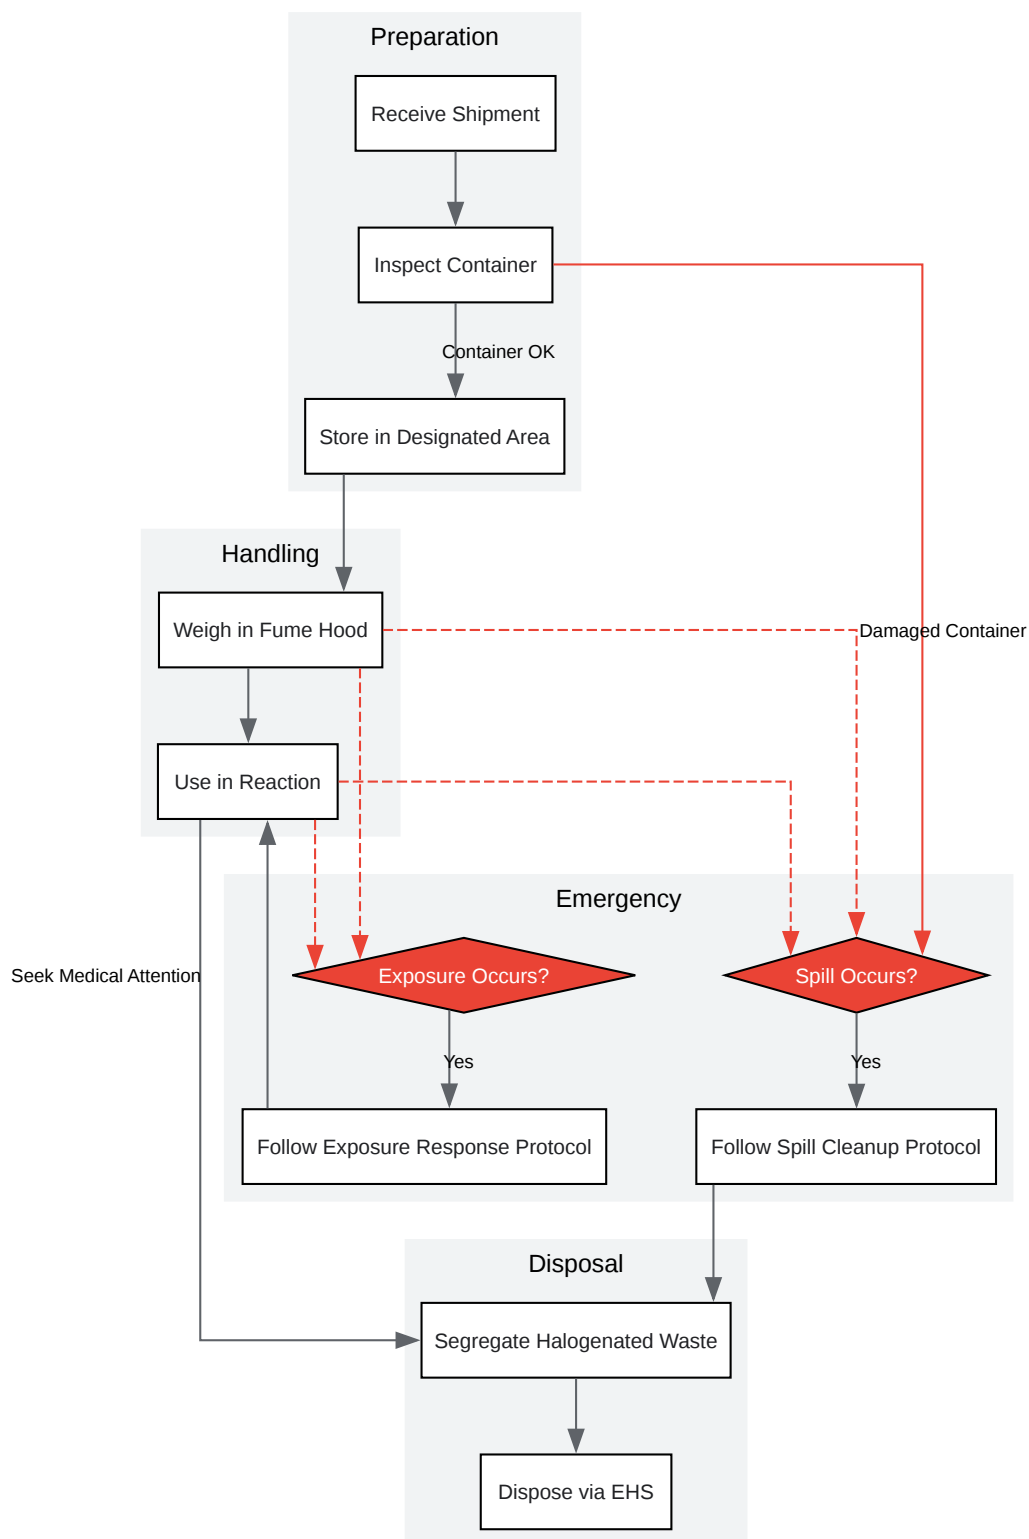 Preparation
Receive Shipment
Inspect Container
Container OK
Store in Designated Area
Handling
Weigh in Fume Hood
Damaged Container
Use in Reaction
Emergency
Seek Medical Attention
Exposure Occurs?
Spill Occurs?
Yes
Yes
Follow Exposure Response Protocol
Follow Spill Cleanup Protocol
Disposal
Segregate Halogenated Waste
Dispose via EHS